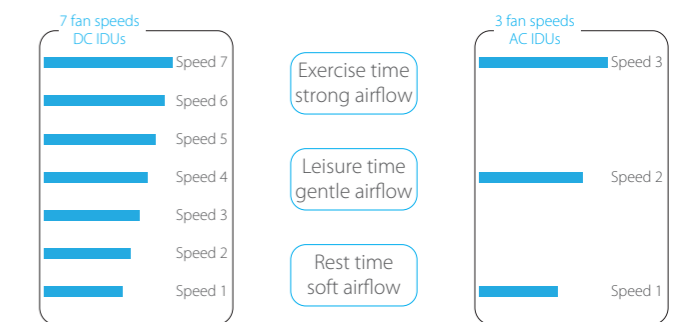 7 fan speeds
DC IDUs
Speed 7
Speed 6
Speed 5
Speed 4
Speed 3
Speed 2
Speed 1
Exercise time
strong airflow
Leisure time
gentle airflow
Rest time
soft airflow
3 fan speeds
AC IDUs
Speed 3
Speed 2
Speed 1